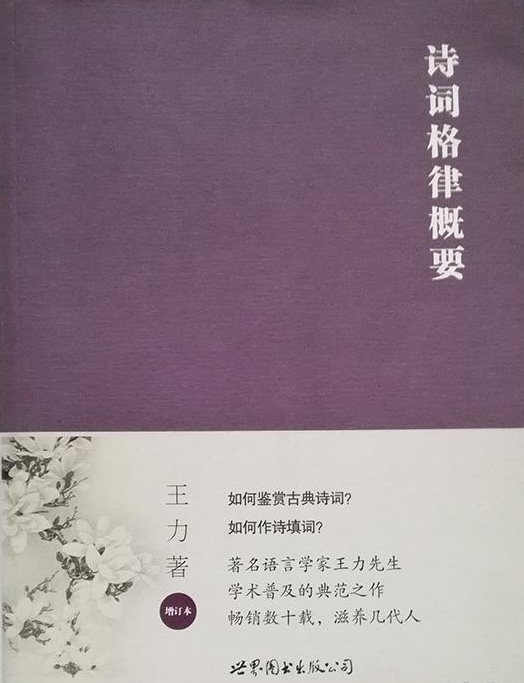 诗词格律概要
王力著
增订本
如何鉴赏古典诗词?
如何作诗填词?
著名语言学家王力先生
学术普及的典范之作
畅销数十载，滋养几代人
世界图书出版公司